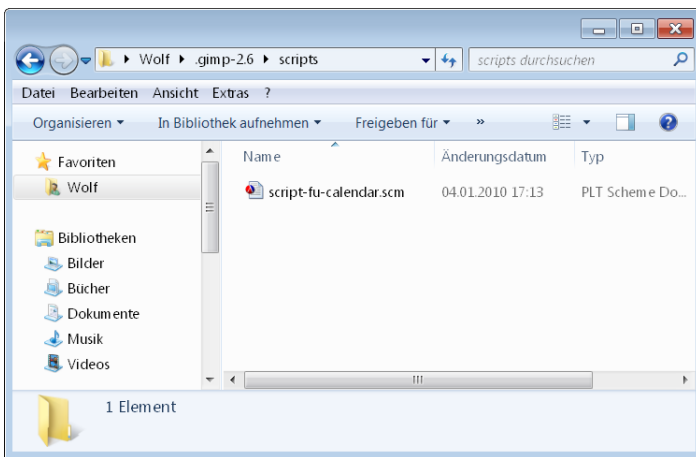 Wolf .gimp-2.6 scripts
scripts durchsuchen
Datei Bearbeiten Ansicht Extras ?
Organisieren In Bibliothek aufnehmen Freigeben für » ?
Favoriten
Wolf
Bibliotheken
Bilder
Bücher
Dokumente
Musik
Videos
Name Änderungsdatum Typ
script-fu-calendar.scm 04.01.2010 17:13 PLT Scheme Do...
1 Element